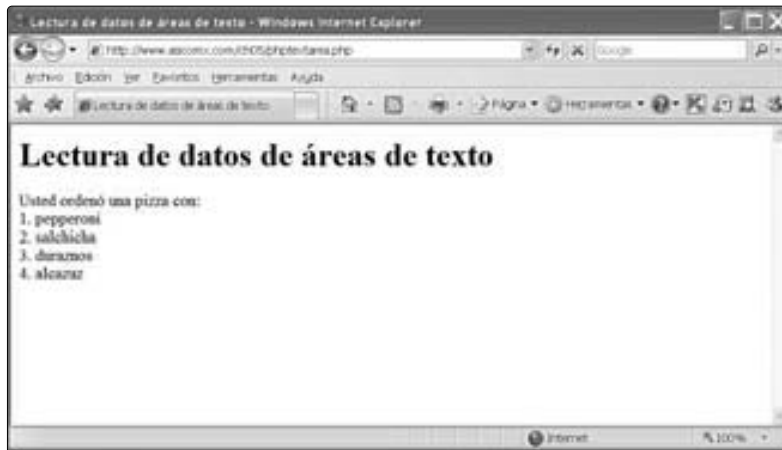 Lectura de datos de áreas de texto - Windows Internet Explorer
Google
Archivo Edición Ver Favoritos Herramientas Ayuda
Lectura de datos de áreas de texto
Página Herramientas
Lectura de datos de áreas de texto
Usted ordenó una pizza con:
1. pepperoni
2. salchicha
3. duraznos
4. alcazar
Internet
100%